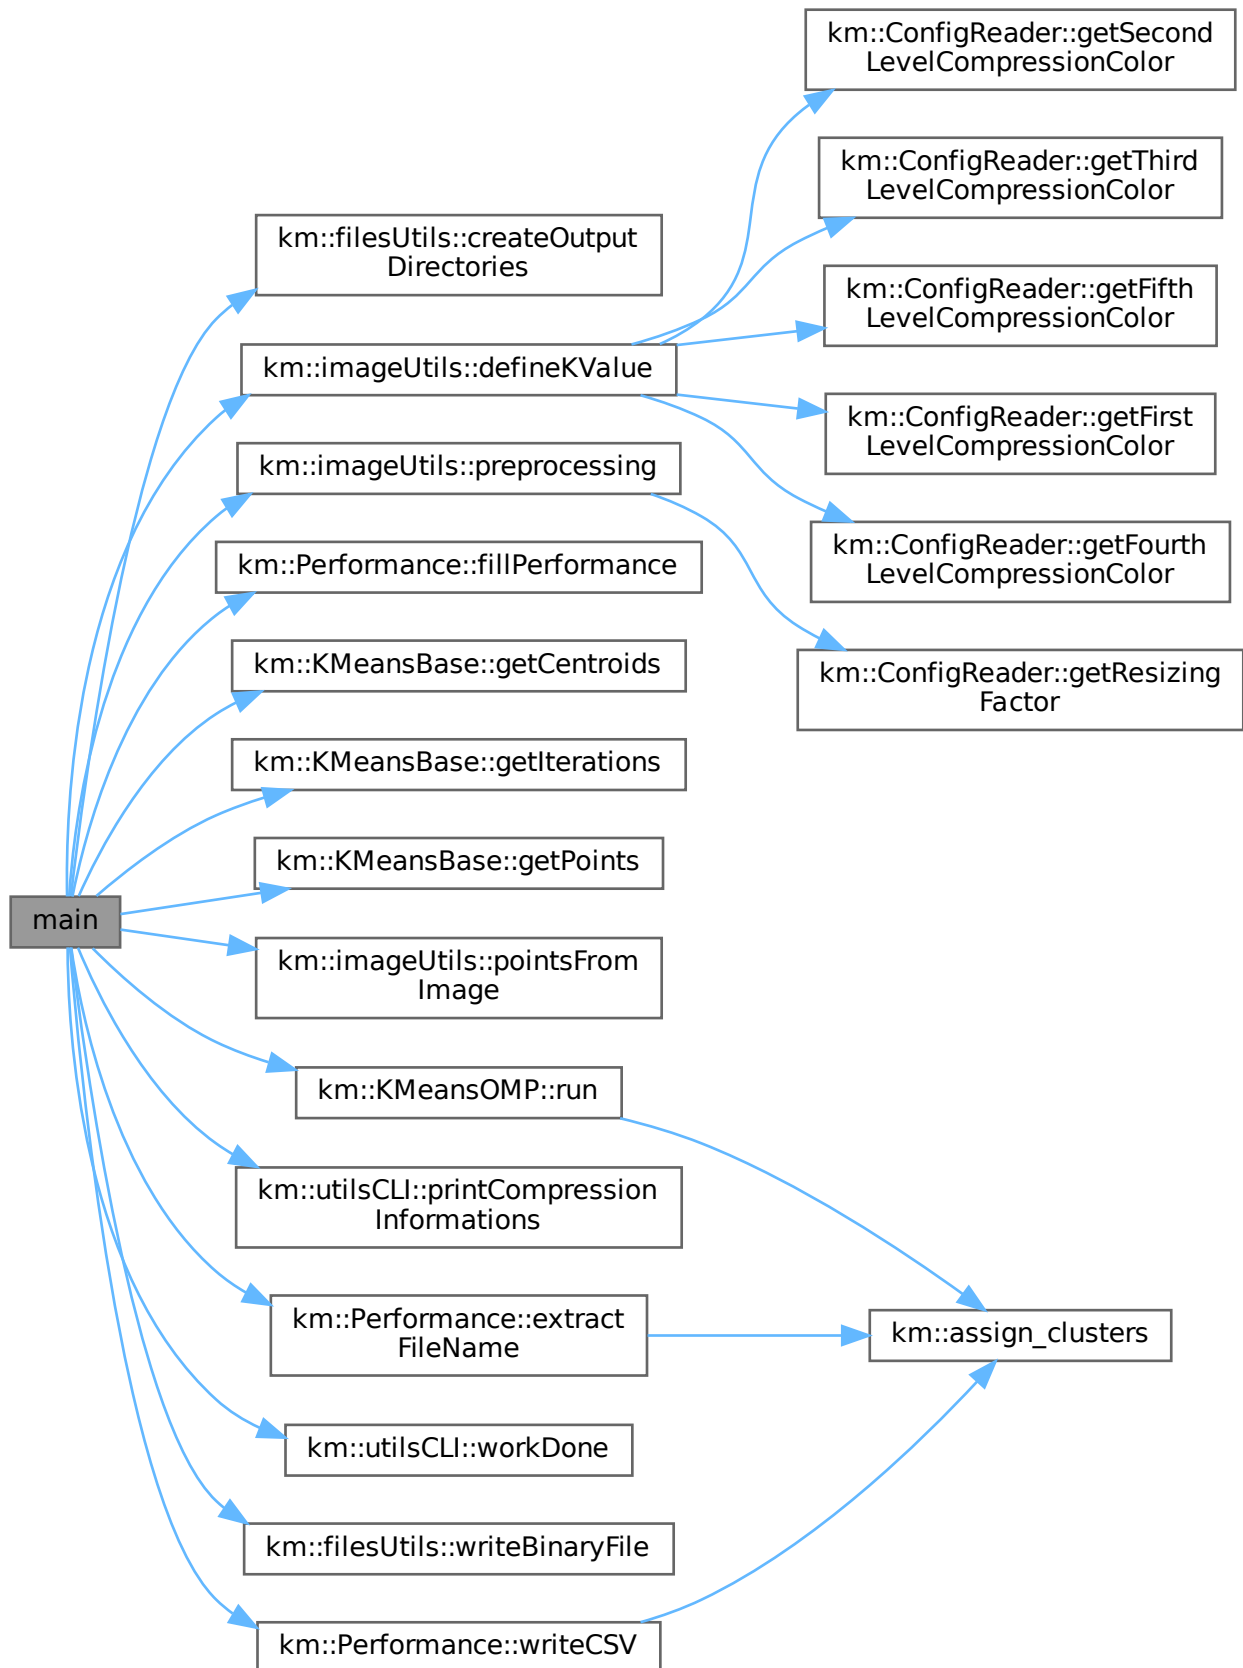 main
km::filesUtils::createOutput
Directories
km::imageUtils::defineKValue
km::imageUtils::preprocessing
km::Performance::fillPerformance
km::KMeansBase::getCentroids
km::KMeansBase::getIterations
km::KMeansBase::getPoints
km::imageUtils::pointsFrom
Image
km::KMeansOMP::run
km::utilsCLI::printCompression
Informations
km::Performance::extract
FileName
km::utilsCLI::workDone
km::filesUtils::writeBinaryFile
km::Performance::writeCSV
km::ConfigReader::getSecond
LevelCompressionColor
km::ConfigReader::getThird
LevelCompressionColor
km::ConfigReader::getFifth
LevelCompressionColor
km::ConfigReader::getFirst
LevelCompressionColor
km::ConfigReader::getFourth
LevelCompressionColor
km::ConfigReader::getResizing
Factor
km::assign_clusters